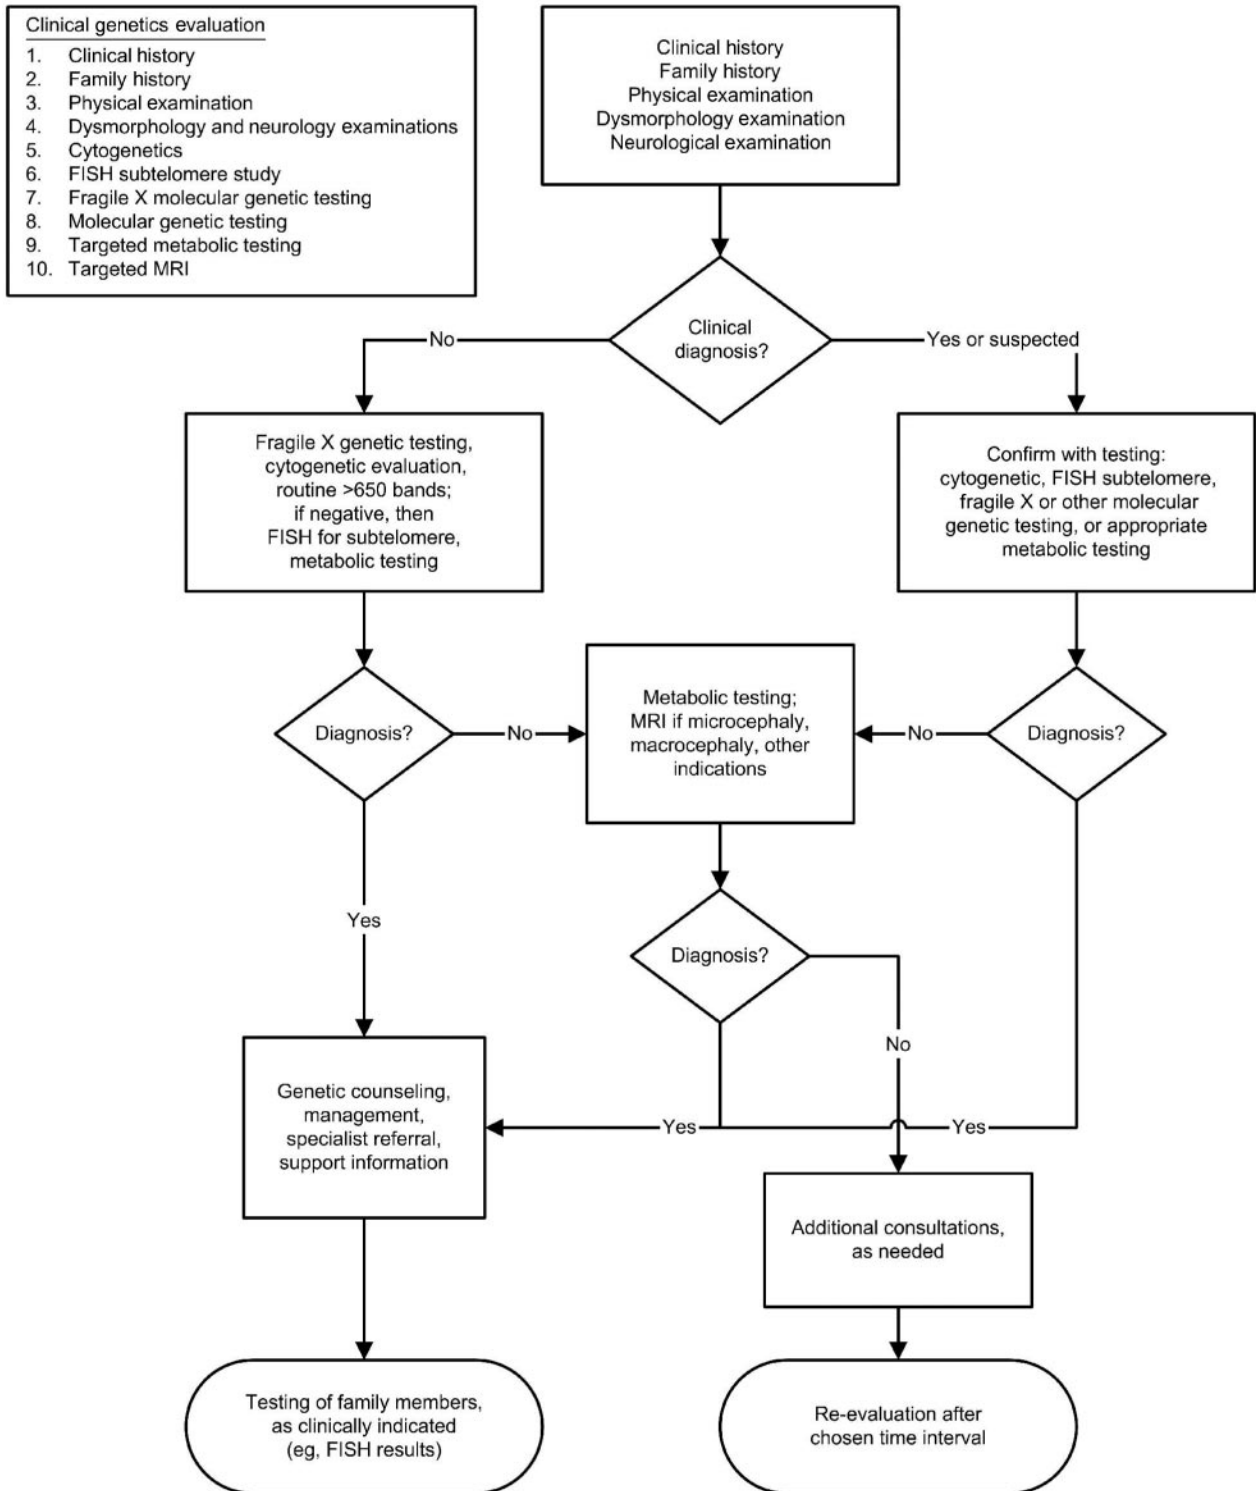 Clinical genetics evaluation
1. Clinical history
2. Family history
3. Physical examination
4. Dysmorphology and neurology examinations
5. Cytogenetics
6. FISH subtelomere study
7. Fragile X molecular genetic testing
8. Molecular genetic testing
9. Targeted metabolic testing
10. Targeted MRI
Clinical history
Family history
Physical examination
Dysmorphology examination
Neurological examination
Clinical
diagnosis?
No
Yes or suspected
Fragile X genetic testing,
cytogenetic evaluation,
routine >650 bands;
if negative, then
FISH for subtelomere,
metabolic testing
Confirm with testing:
cytogenetic, FISH subtelomere,
fragile X or other molecular
genetic testing, or appropriate
metabolic testing
Diagnosis?
No
Metabolic testing;
MRI if microcephaly,
macrocephaly, other
indications
No
Diagnosis?
Yes
Diagnosis?
No
Genetic counseling,
management,
specialist referral,
support information
Yes
Yes
Additional consultations,
as needed
Testing of family members,
as clinically indicated
(eg, FISH results)
Re-evaluation after
chosen time interval